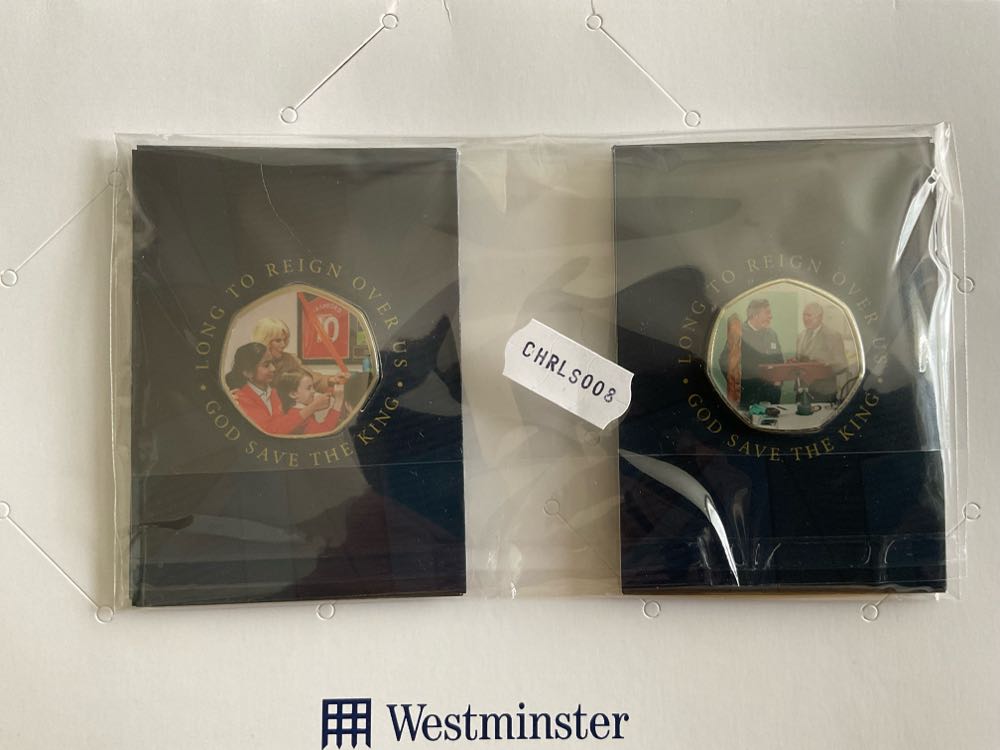 LONG TO REIGN OVER US
GOD SAVE THE KING
10
CHRLS008
LONG TO REIGN OVER US
GOD SAVE THE KING
Westminster